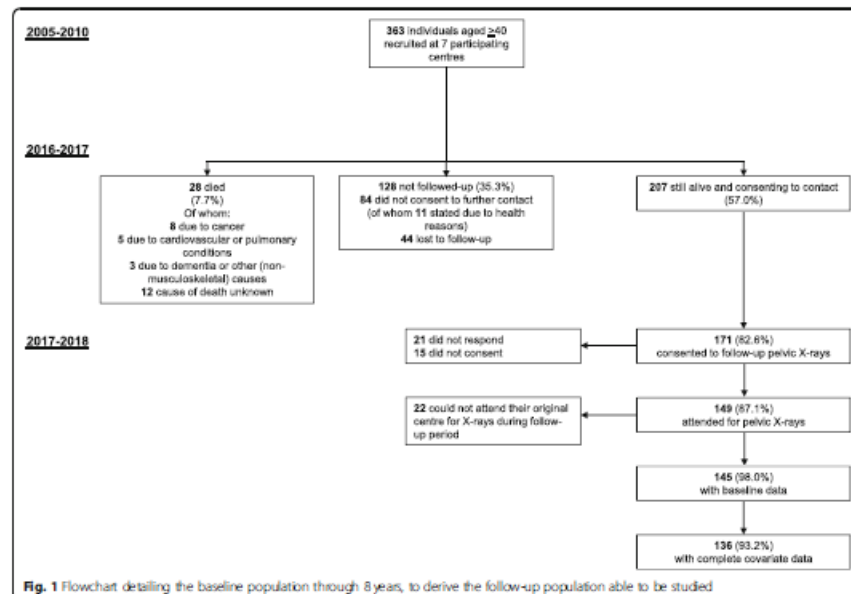 2005-2010
363 individuals aged ≥40
recruited at 7 participating
centres
2016-2017
28 died
(7.7%)
Of whom:
8 due to cancer
5 due to cardiovascular or pulmonary
conditions
3 due to dementia or other (non-
musculoskeletal) causes
12 cause of death unknown
128 not followed-up (35.3%)
84 did not consent to further contact
(of whom 11 stated due to health
reasons)
44 lost to follow-up
207 still alive and consenting to contact
(57.0%)
2017-2018
21 did not respond
15 did not consent
171 (82.6%)
consented to follow-up pelvic X-rays
22 could not attend their original
centre for X-rays during follow-
up period
149 (87.1%)
attended for pelvic X-rays
145 (98.0%)
with baseline data
136 (93.2%)
with complete covariate data
Fig. 1 Flowchart detailing the baseline population through 8 years, to derive the follow-up population able to be studied